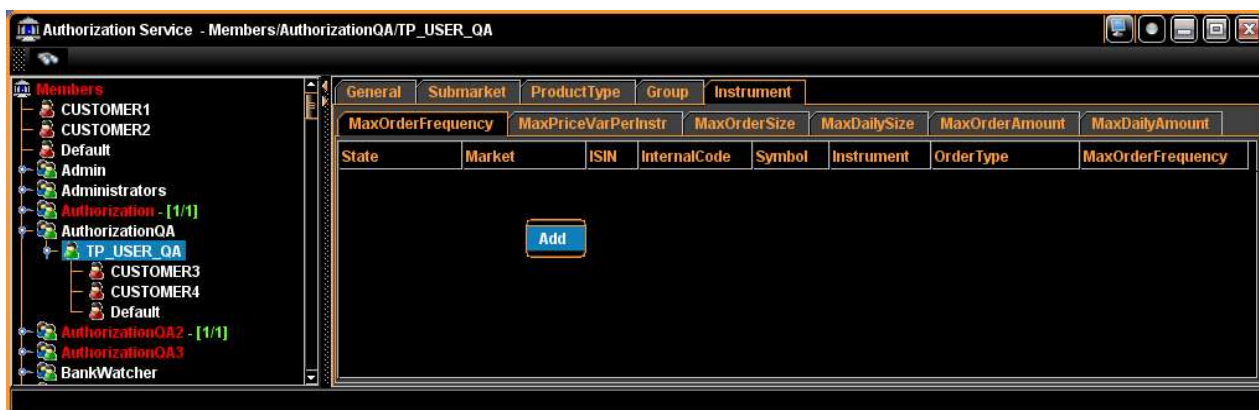 Authorization Service - Members/AuthorizationQA/TP_USER_QA
Members
CUSTOMER1
CUSTOMER2
Default
Admin
Administrators
Authorization - [1/1]
AuthorizationQA
TP_USER_QA
CUSTOMER3
CUSTOMER4
Default
AuthorizationQA2 - [1/1]
AuthorizationQA3
BankWatcher
General Submarket ProductType Group Instrument
MaxOrderFrequency MaxPriceVarPerInstr MaxOrderSize MaxDailySize MaxOrderAmount MaxDailyAmount
State Market ISIN InternalCode Symbol Instrument OrderType MaxOrderFrequency
Add